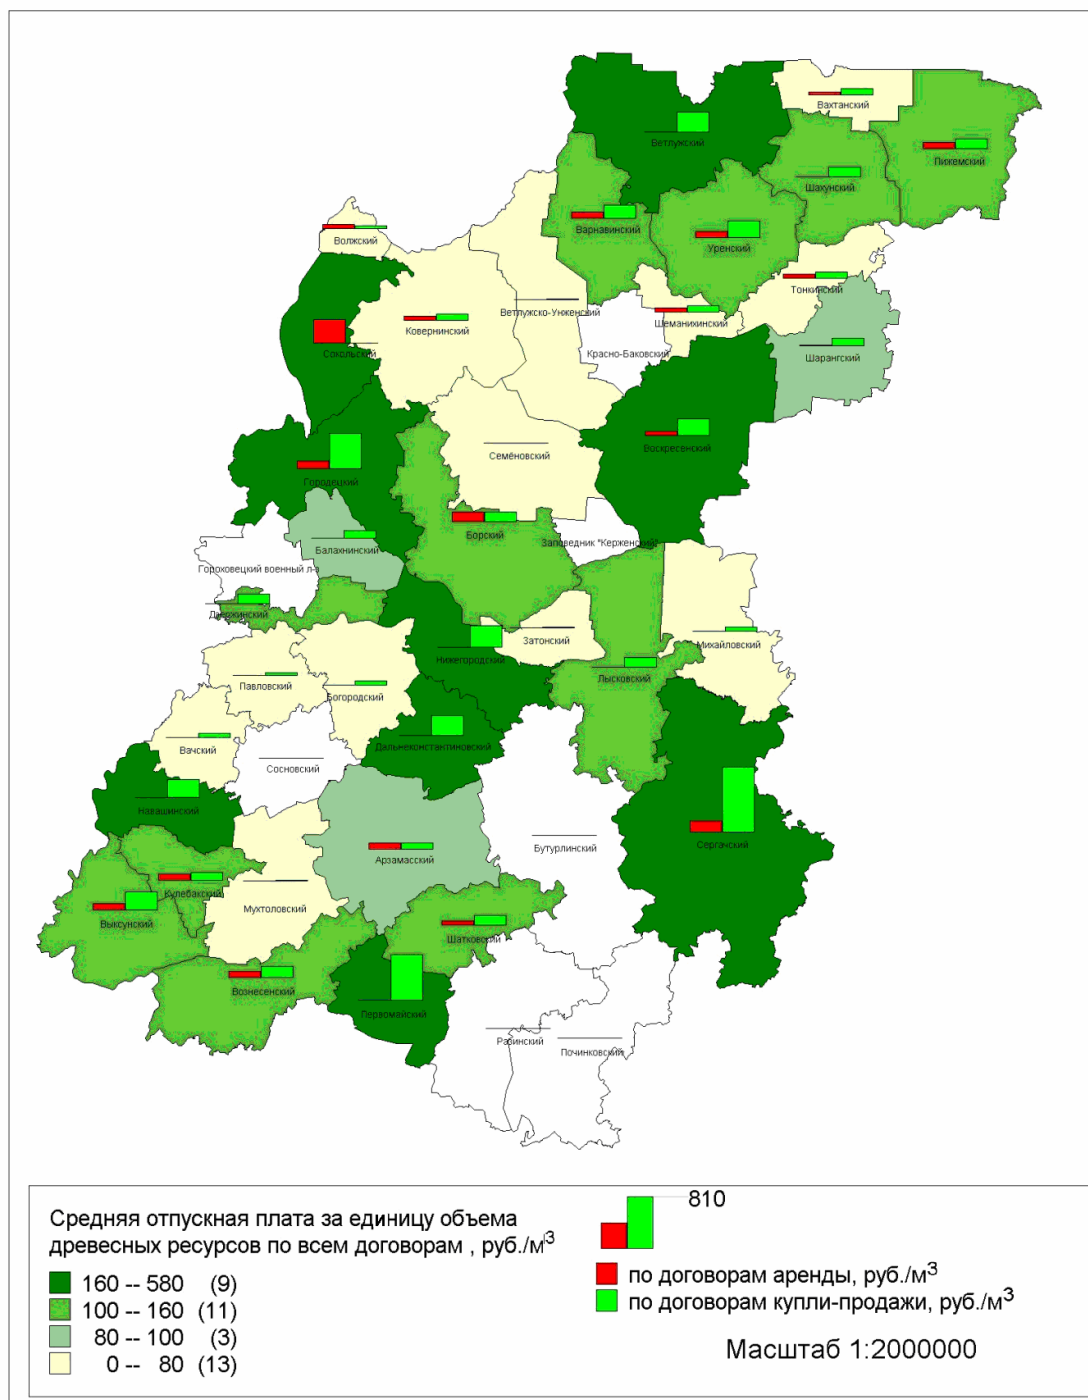 Вахтанский
Ветлужский
Пижемский
Шахунский
Варнавинский
Волжский
Уренский
Тонкинский
Ветлужско-Унженский
Ковернинский
Шеманихинский
Сокольский
Красно-Баковский
Шарангский
Воскресенский
Семёновский
Городецкий
Борский
Заповедник "Керженский"
Балахнинский
Гороховецкий военный л-з
Дзержинский
Затонский
Михайловский
Нижегородский
Лысковский
Павловский
Богородский
Вачский
Дальнеконстантиновский
Сосновский
Навашинский
Бутурлинский
Сергачский
Арзамасский
Кулебакский
Мухтоловский
Выксунский
Шатковский
Вознесенский
Первомайский
Разинский
Починковский
Средняя отпускная плата за единицу объема
древесных ресурсов по всем договорам , руб./м³
160 -- 580 (9)
100 -- 160 (11)
80 -- 100 (3)
0 -- 80 (13)
810
по договорам аренды, руб./м³
по договорам купли-продажи, руб./м³
Масштаб 1:2000000